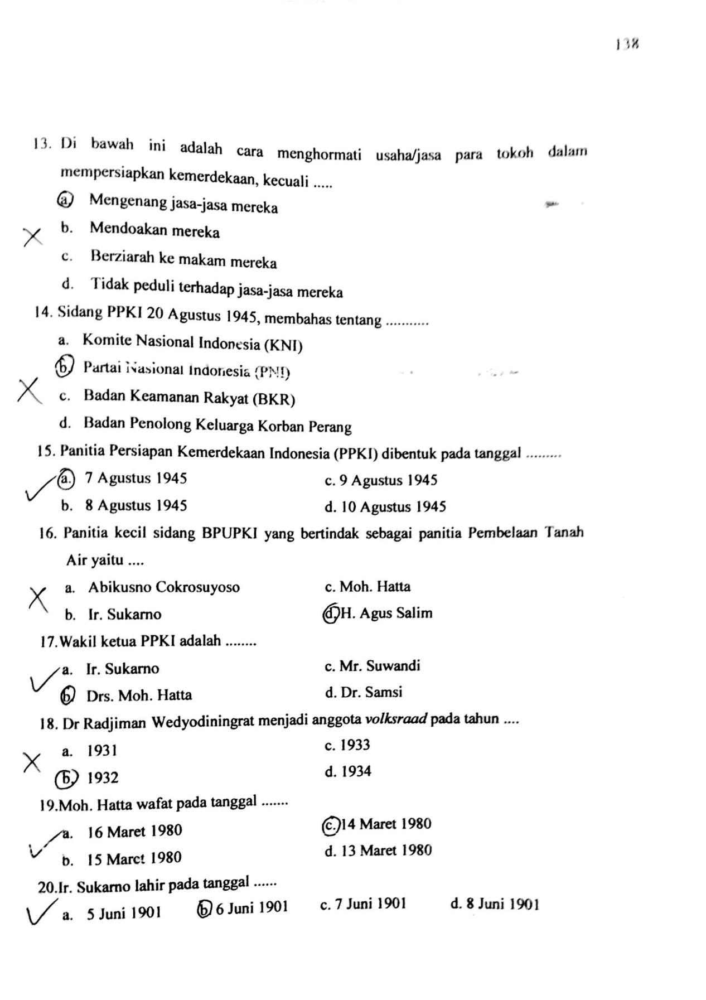 138
13. Di bawah ini adalah cara menghormati usaha/jasa para tokoh dalam
mempersiapkan kemerdekaan, kecuali .....
a. Mengenang jasa-jasa mereka
b. Mendoakan mereka
c. Berziarah ke makam mereka
d. Tidak peduli terhadap jasa-jasa mereka
14. Sidang PPKI 20 Agustus 1945, membahas tentang ...........
a. Komite Nasional Indonesia (KNI)
b. Partai Nasional Indonesia (PNI)
c. Badan Keamanan Rakyat (BKR)
d. Badan Penolong Keluarga Korban Perang
15. Panitia Persiapan Kemerdekaan Indonesia (PPKI) dibentuk pada tanggal .........
a. 7 Agustus 1945 c. 9 Agustus 1945
b. 8 Agustus 1945 d. 10 Agustus 1945
16. Panitia kecil sidang BPUPKI yang bertindak sebagai panitia Pembelaan Tanah
Air yaitu ....
a. Abikusno Cokrosuyoso c. Moh. Hatta
b. Ir. Sukarno d. H. Agus Salim
17.Wakil ketua PPKI adalah ........
a. Ir. Sukarno c. Mr. Suwandi
b. Drs. Moh. Hatta d. Dr. Samsi
18. Dr Radjiman Wedyodiningrat menjadi anggota volksraad pada tahun ....
a. 1931 c. 1933
b. 1932 d. 1934
19.Moh. Hatta wafat pada tanggal .......
a. 16 Maret 1980 c. 14 Maret 1980
b. 15 Maret 1980 d. 13 Maret 1980
20.Ir. Sukarno lahir pada tanggal ......
a. 5 Juni 1901 b. 6 Juni 1901 c. 7 Juni 1901 d. 8 Juni 1901